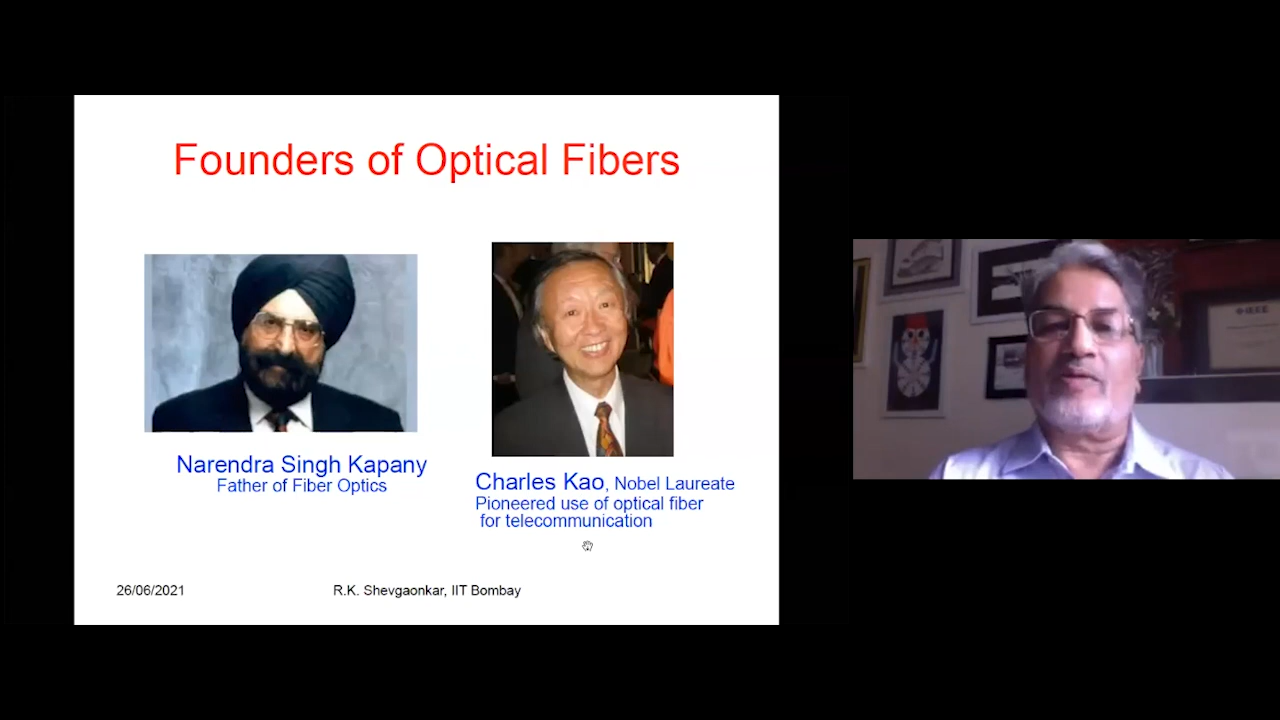 Founders of Optical Fibers
Narendra Singh Kapany
Father of Fiber Optics
Charles Kao, Nobel Laureate
Pioneered use of optical fiber
for telecommunication
26/06/2021
R.K. Shevgaonkar, IIT Bombay
IEEE